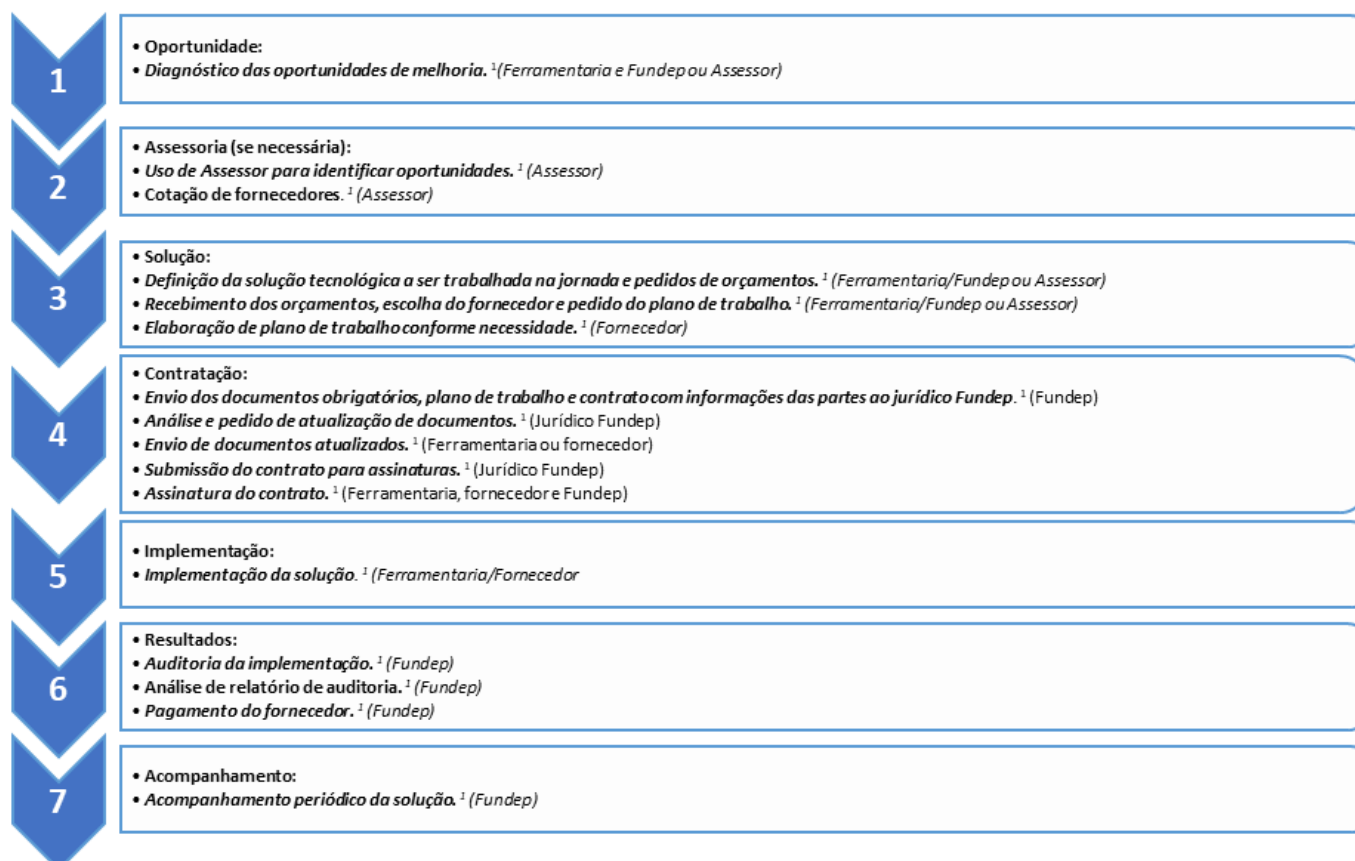 1
• Oportunidade:
• Diagnóstico das oportunidades de melhoria. ¹(Ferramentaria e Fundep ou Assessor)
2
• Assessoria (se necessária):
• Uso de Assessor para identificar oportunidades. ¹ (Assessor)
• Cotação de fornecedores. ¹ (Assessor)
3
• Solução:
• Definição da solução tecnológica a ser trabalhada na jornada e pedidos de orçamentos. ¹ (Ferramentaria/Fundep ou Assessor)
• Recebimento dos orçamentos, escolha do fornecedor e pedido do plano de trabalho. ¹ (Ferramentaria/Fundep ou Assessor)
• Elaboração de plano de trabalho conforme necessidade. ¹ (Fornecedor)
4
• Contratação:
• Envio dos documentos obrigatórios, plano de trabalho e contrato com informações das partes ao jurídico Fundep. ¹ (Fundep)
• Análise e pedido de atualização de documentos. ¹ (Jurídico Fundep)
• Envio de documentos atualizados. ¹ (Ferramentaria ou fornecedor)
• Submissão do contrato para assinaturas. ¹ (Jurídico Fundep)
• Assinatura do contrato. ¹ (Ferramentaria, fornecedor e Fundep)
5
• Implementação:
• Implementação da solução. ¹ (Ferramentaria/Fornecedor
6
• Resultados:
• Auditoria da implementação. ¹ (Fundep)
• Análise de relatório de auditoria. ¹ (Fundep)
• Pagamento do fornecedor. ¹ (Fundep)
7
• Acompanhamento:
• Acompanhamento periódico da solução. ¹ (Fundep)